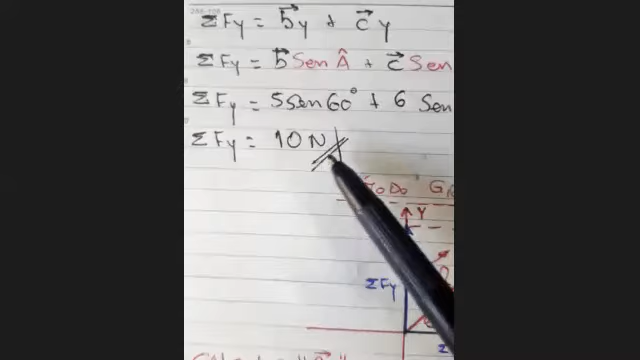 ΣFy = b⃗y + c⃗y
ΣFy = b⃗ Sen Â + c⃗ Sen
ΣFy = 5 Sen 60° + 6 Sen
ΣFy = 10 N
Y
ΣFy